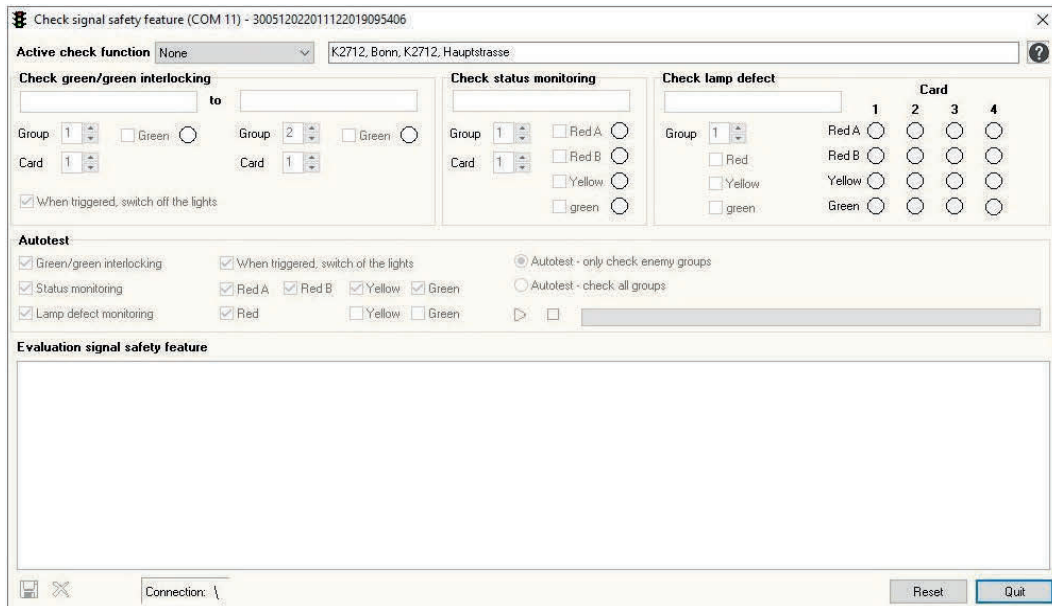 Check signal safety feature (COM 11) - 300512022011122019095406
Active check function None K2712, Bonn, K2712, Hauptstrasse ?
Check green/green interlocking Check status monitoring Check lamp defect
to Card
1 2 3 4
Group 1 Green Group 2 Green Group 1 Red A Group 1 Red A
Card 1 Card 1 Card 1 Red B Red Red B
Yellow Yellow Yellow
When triggered, switch off the lights green green Green
Autotest
Green/green interlocking When triggered, switch of the lights Autotest - only check enemy groups
Status monitoring Red A Red B Yellow Green Autotest - check all groups
Lamp defect monitoring Red Yellow Green
Evaluation signal safety feature
Connection: \ Reset Quit